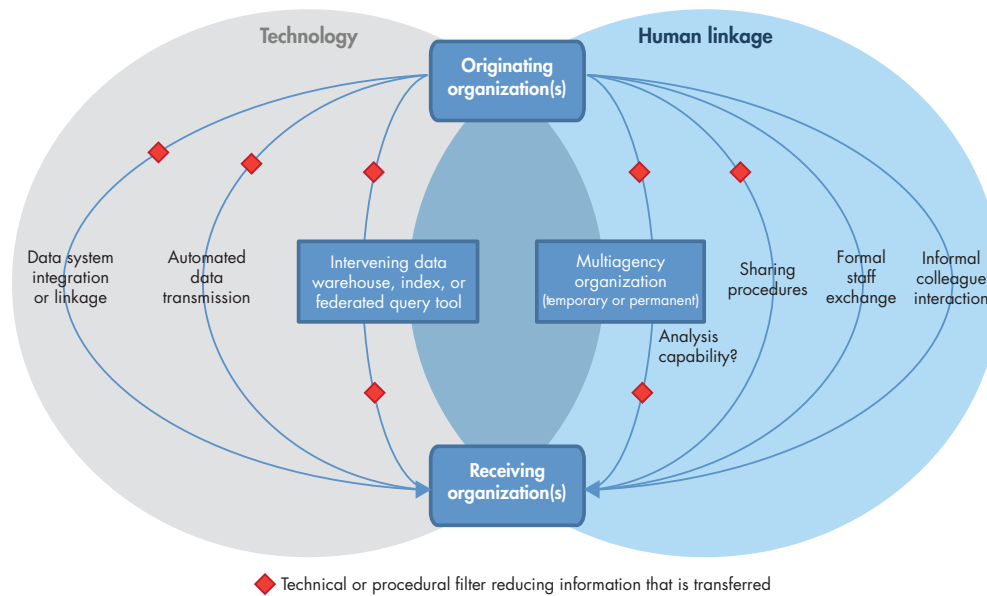 Technology
Human linkage
Originating
organization(s)
Data system
integration
or linkage
Automated
data
transmission
Intervening data
warehouse, index, or
federated query tool
Multiagency
organization
(temporary or permanent)
Analysis
capability?
Sharing
procedures
Formal
staff
exchange
Informal
colleague
interaction
Receiving
organization(s)
Technical or procedural filter reducing information that is transferred